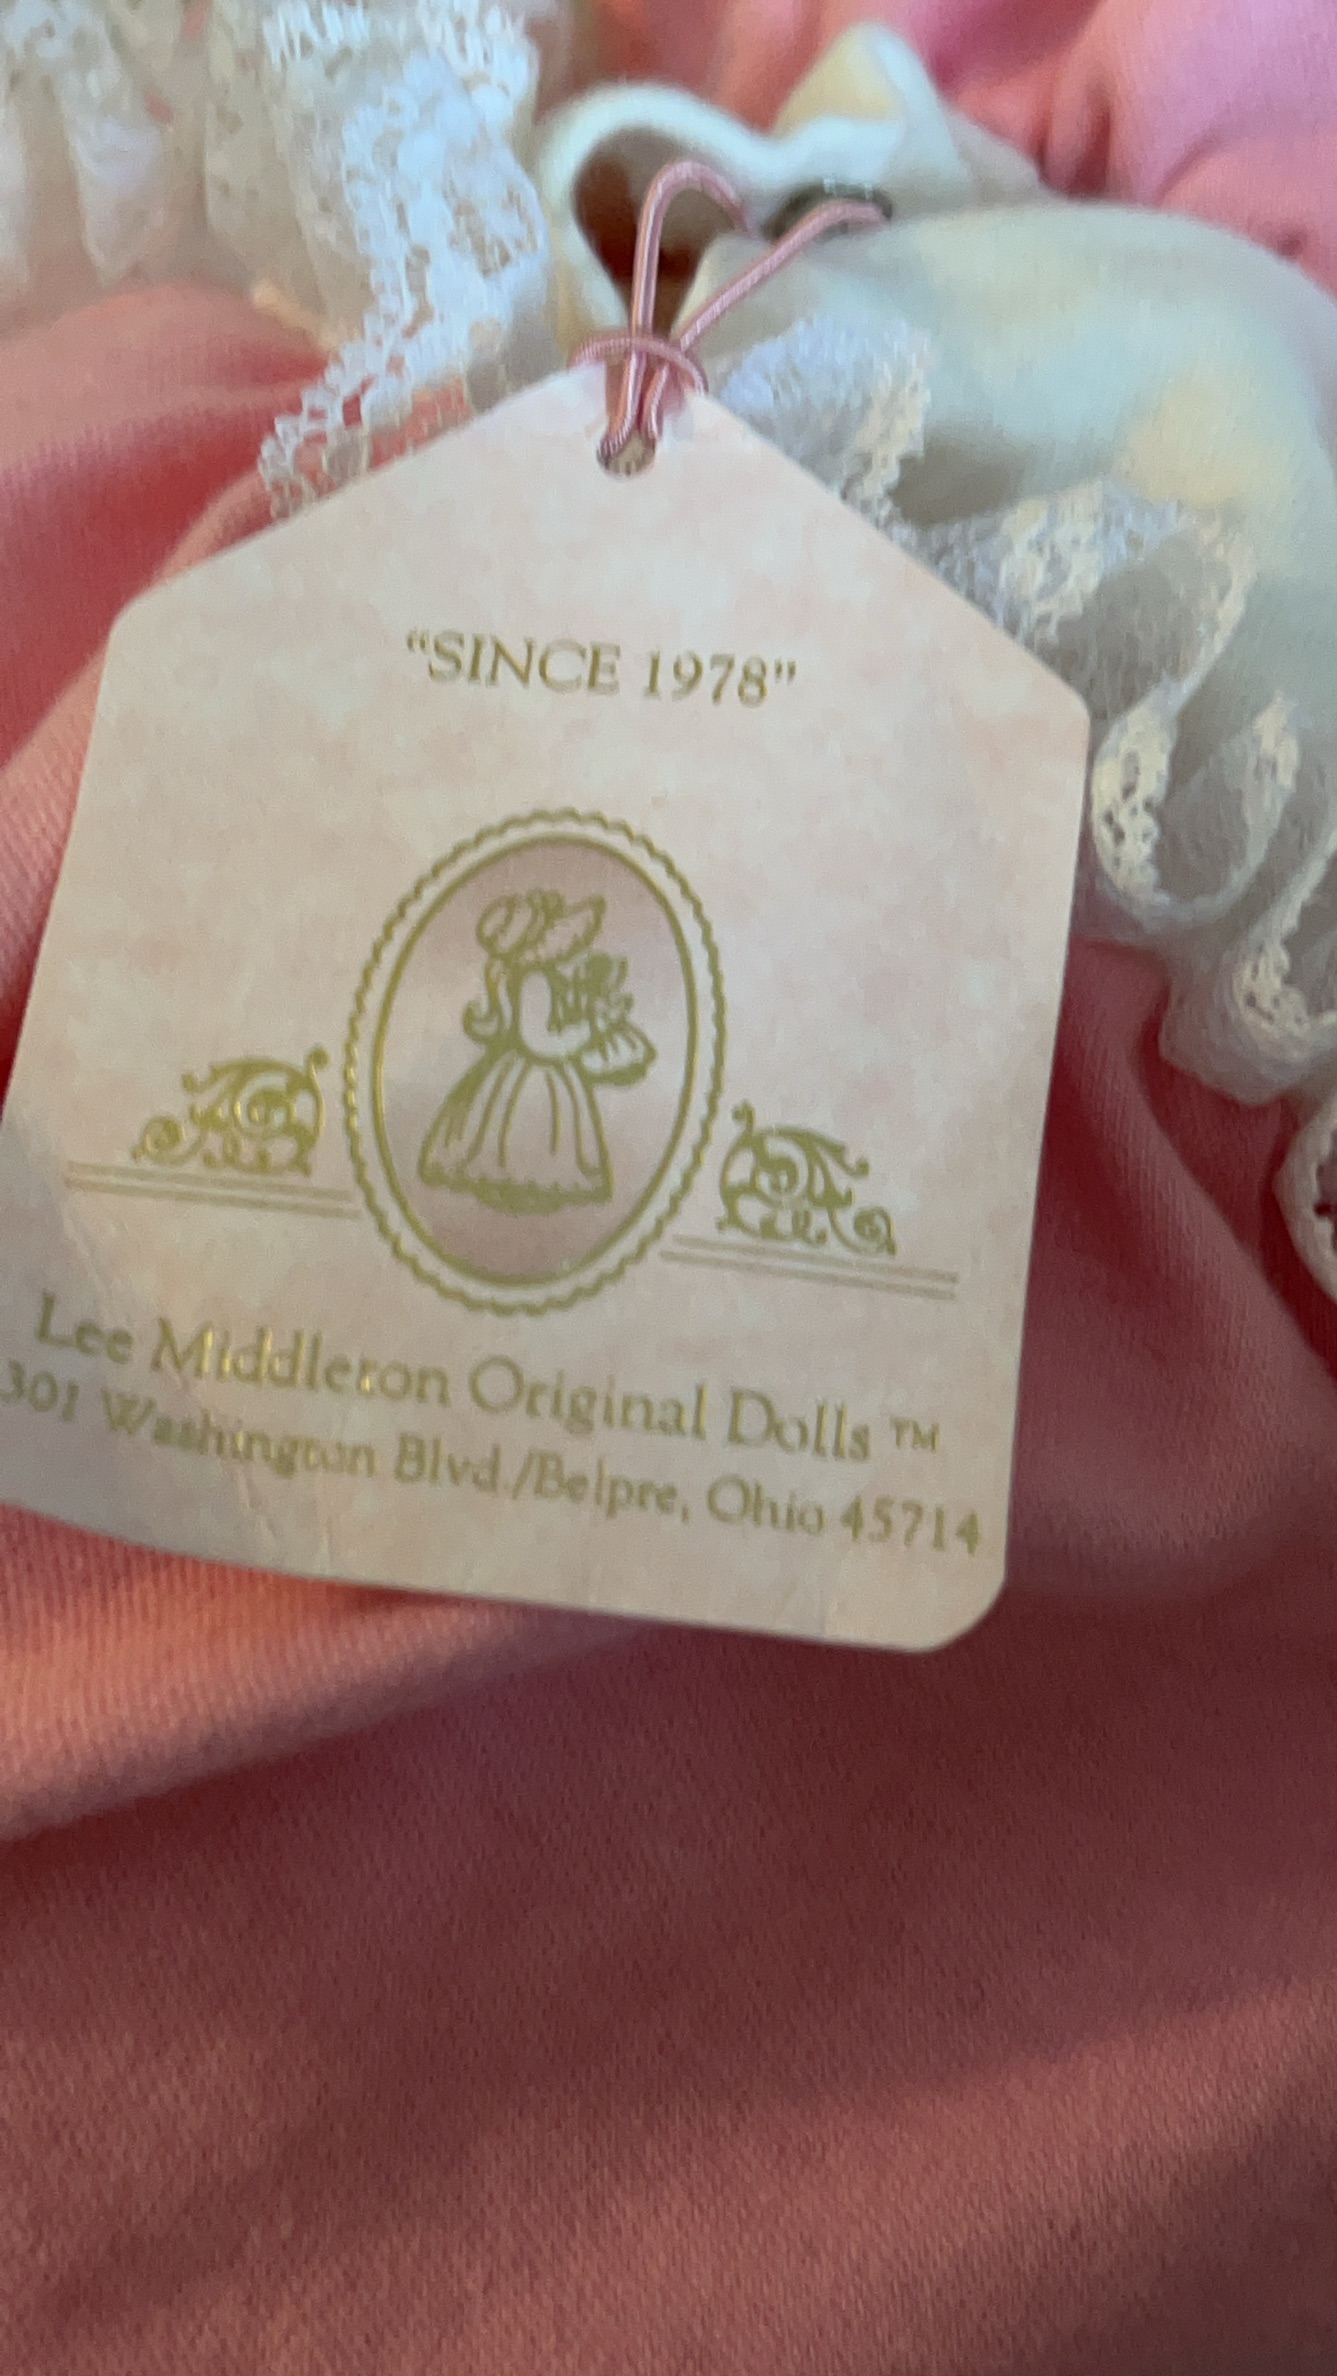 “SINCE 1978”
Lee Middleton Original Dolls ™
301 Washington Blvd./Belpre, Ohio 45714